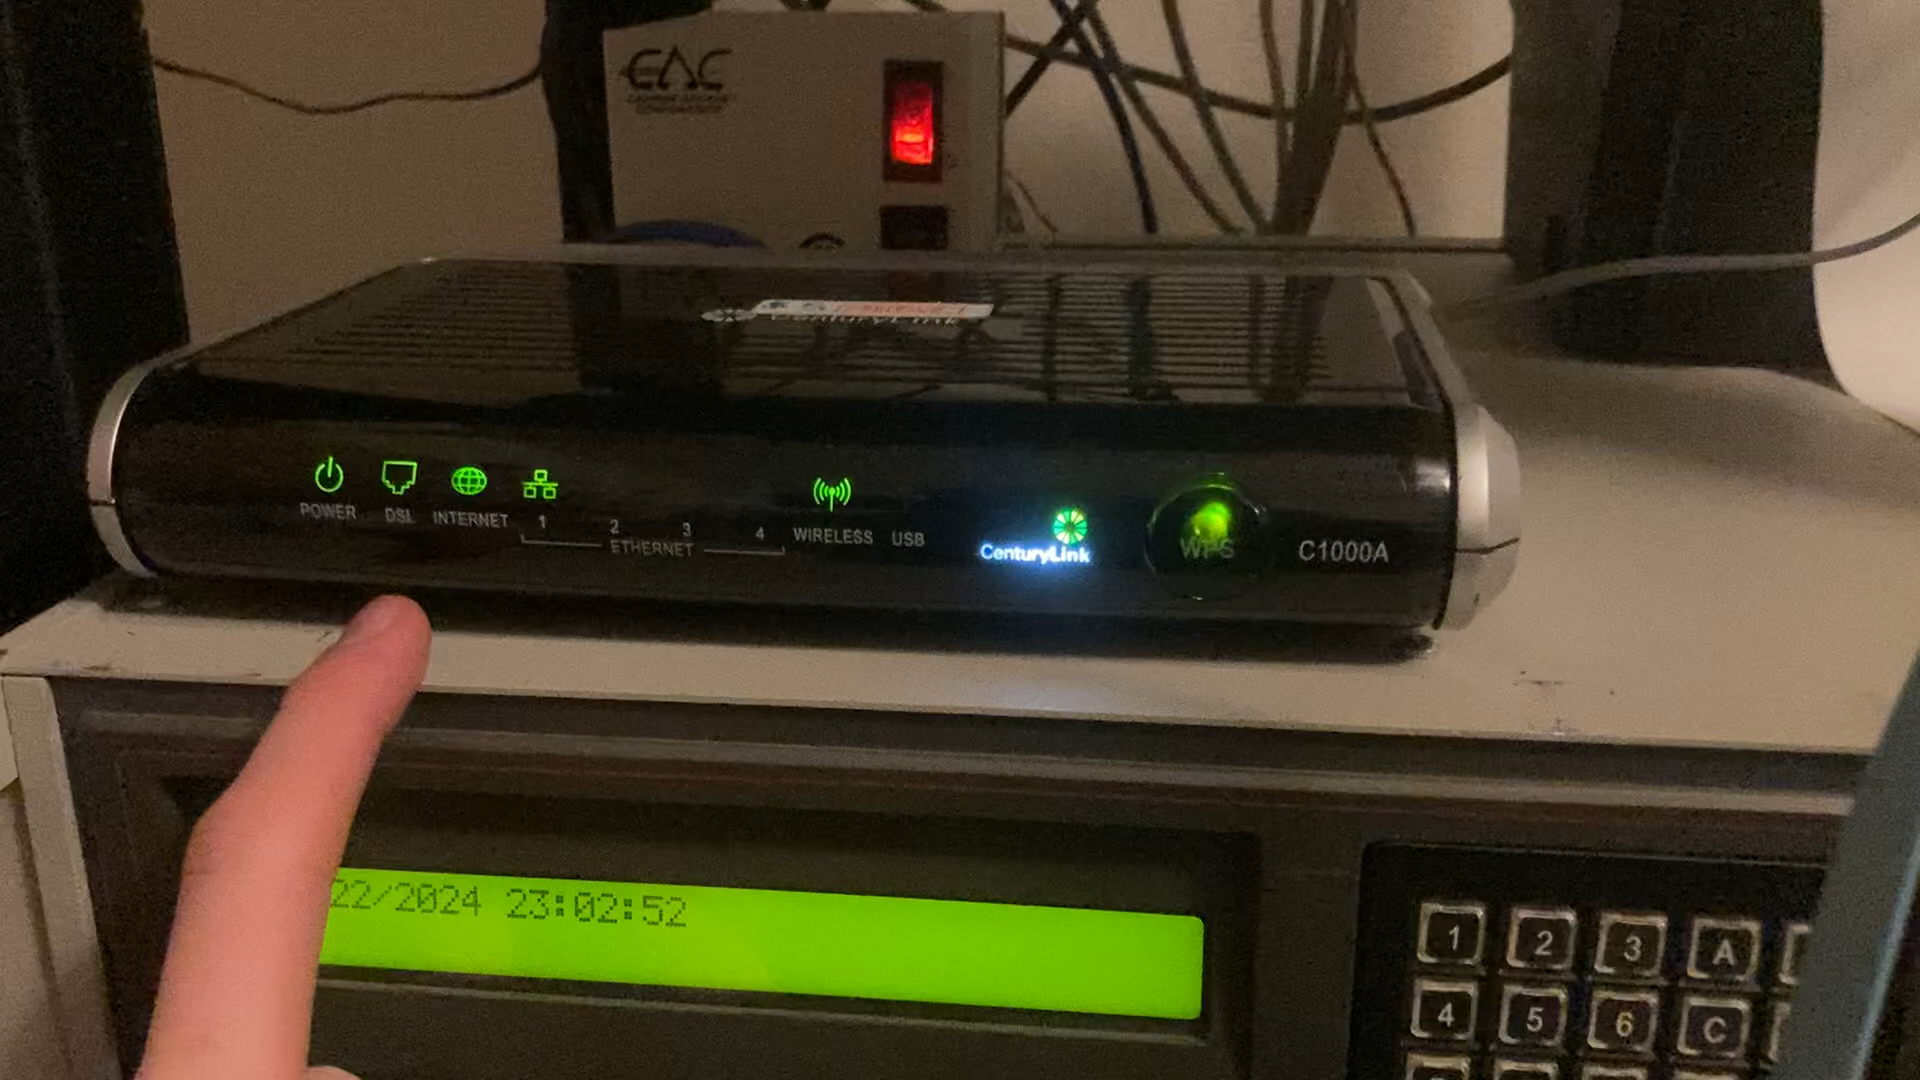 EAC
POWER
DSL
INTERNET
1 2 3 4
ETHERNET
WIRELESS
USB
CenturyLink
WPS
C1000A
22/2024 23:02:52
1 2 3 A
4 5 6 C